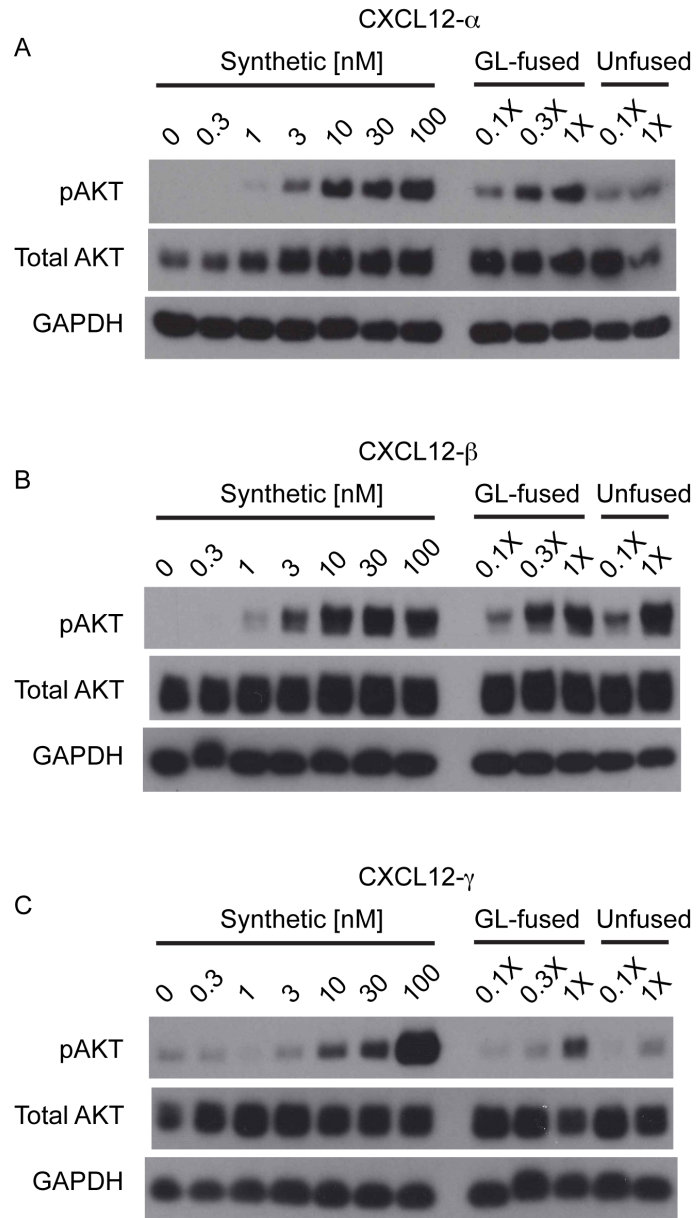 CXCL12-α
A
Synthetic [nM] GL-fused Unfused
0 0.3 1 3 10 30 100 0.1X 0.3X 1X 0.1X 1X
pAKT
Total AKT
GAPDH
CXCL12-β
B
Synthetic [nM] GL-fused Unfused
0 0.3 1 3 10 30 100 0.1X 0.3X 1X 0.1X 1X
pAKT
Total AKT
GAPDH
CXCL12-γ
C
Synthetic [nM] GL-fused Unfused
0 0.3 1 3 10 30 100 0.1X 0.3X 1X 0.1X 1X
pAKT
Total AKT
GAPDH